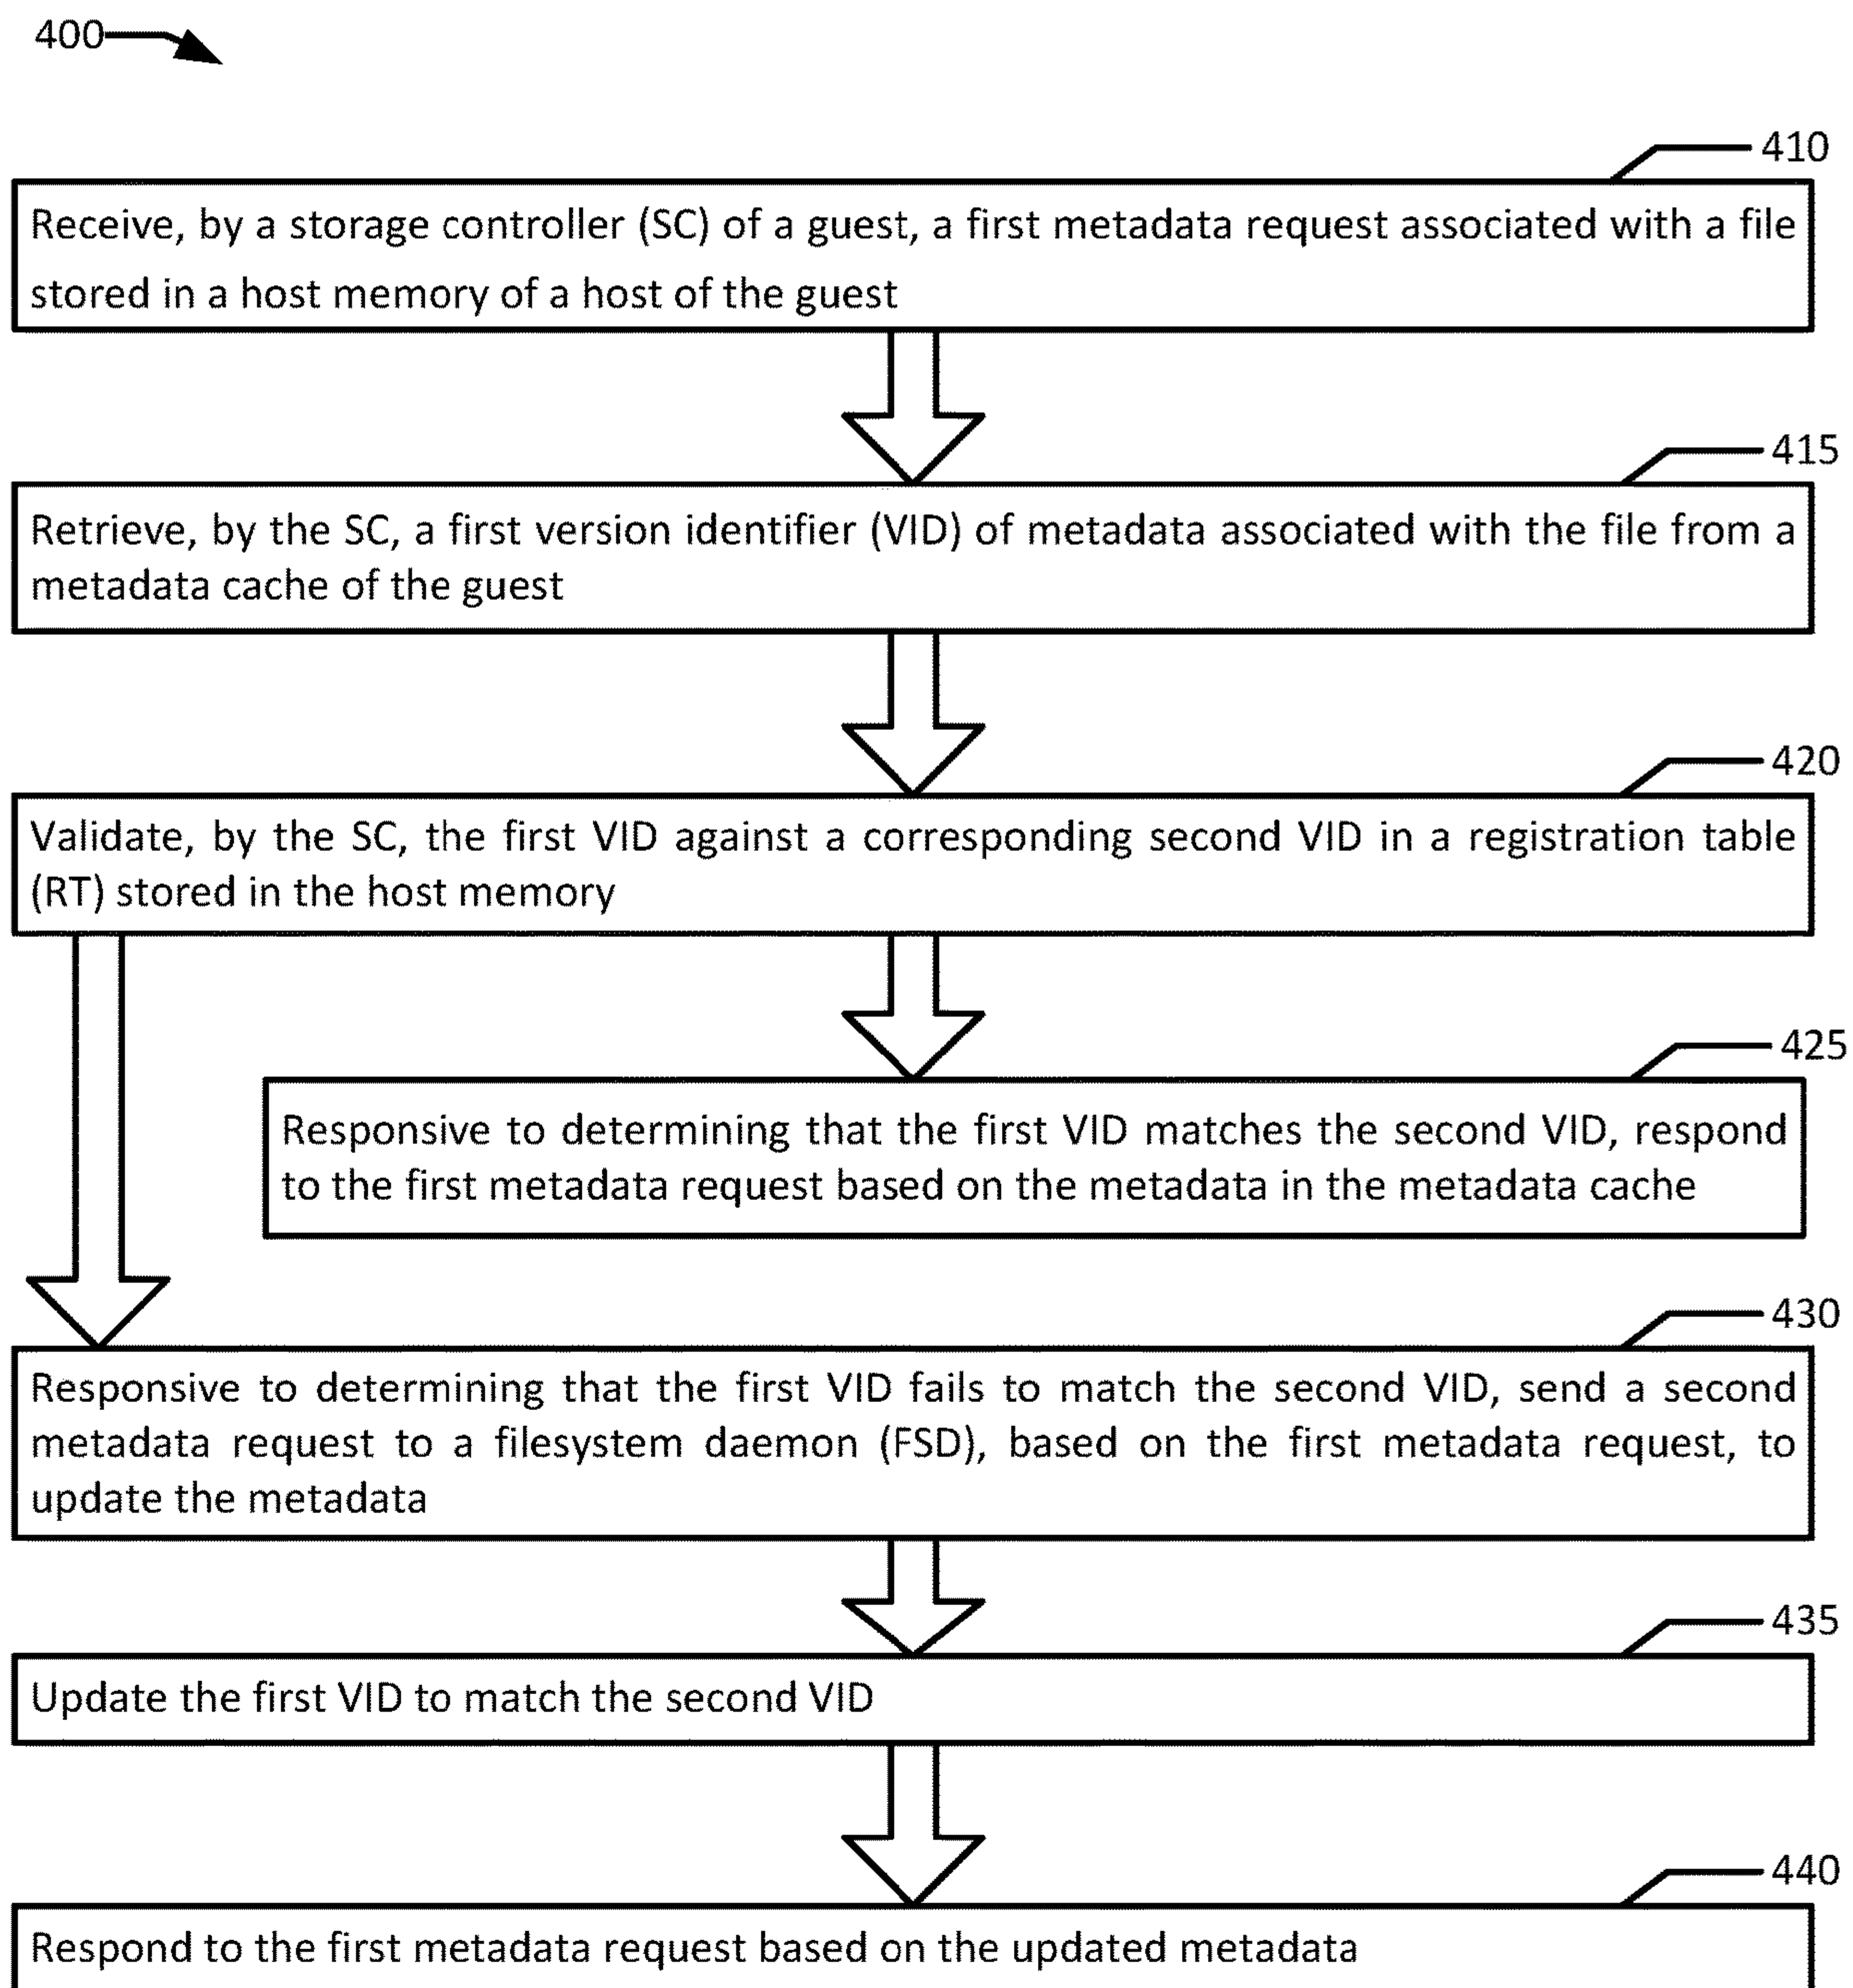 400
410
Receive, by a storage controller (SC) of a guest, a first metadata request associated with a file
stored in a host memory of a host of the guest
415
Retrieve, by the SC, a first version identifier (VID) of metadata associated with the file from a
metadata cache of the guest
420
Validate, by the SC, the first VID against a corresponding second VID in a registration table
(RT) stored in the host memory
425
Responsive to determining that the first VID matches the second VID, respond
to the first metadata request based on the metadata in the metadata cache
430
Responsive to determining that the first VID fails to match the second VID, send a second
metadata request to a filesystem daemon (FSD), based on the first metadata request, to
update the metadata
435
Update the first VID to match the second VID
440
Respond to the first metadata request based on the updated metadata